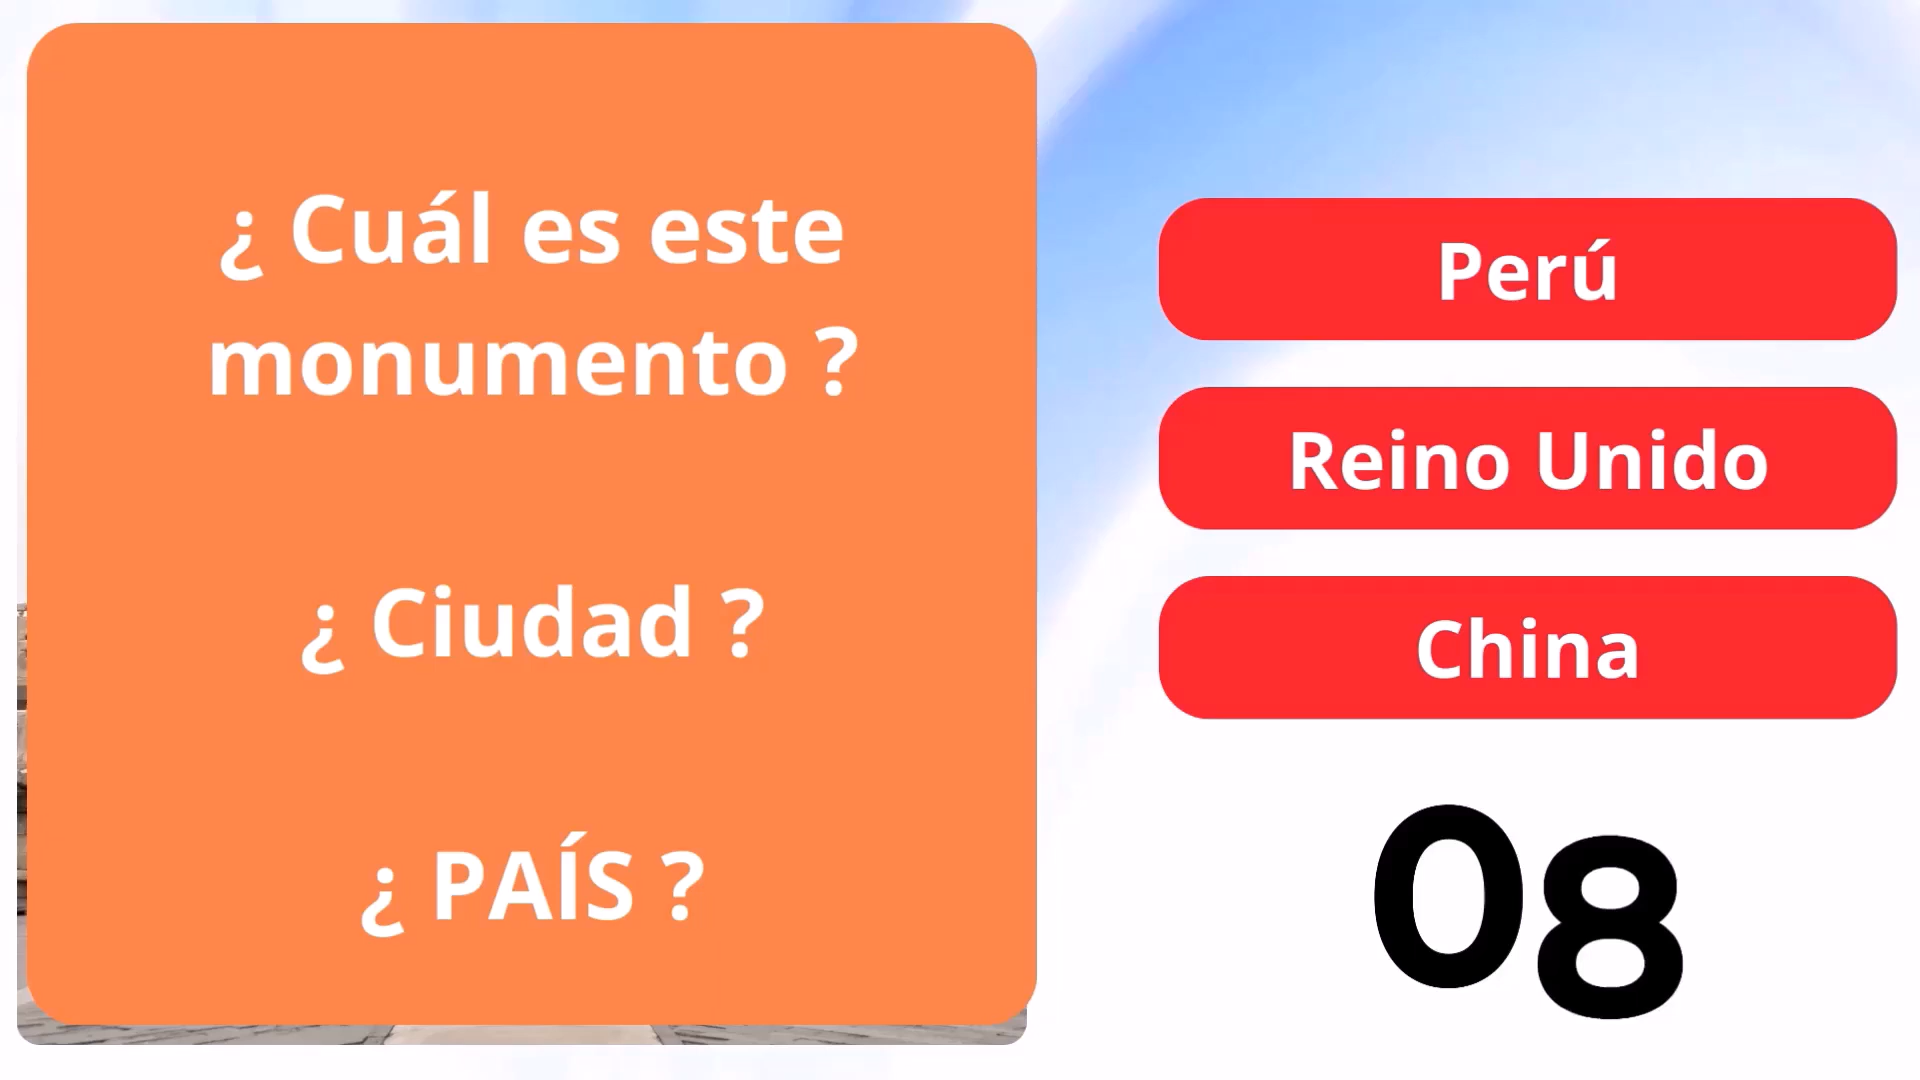 ¿ Cuál es este
monumento ?
¿ Ciudad ?
¿ PAÍS ?
Perú
Reino Unido
China
08